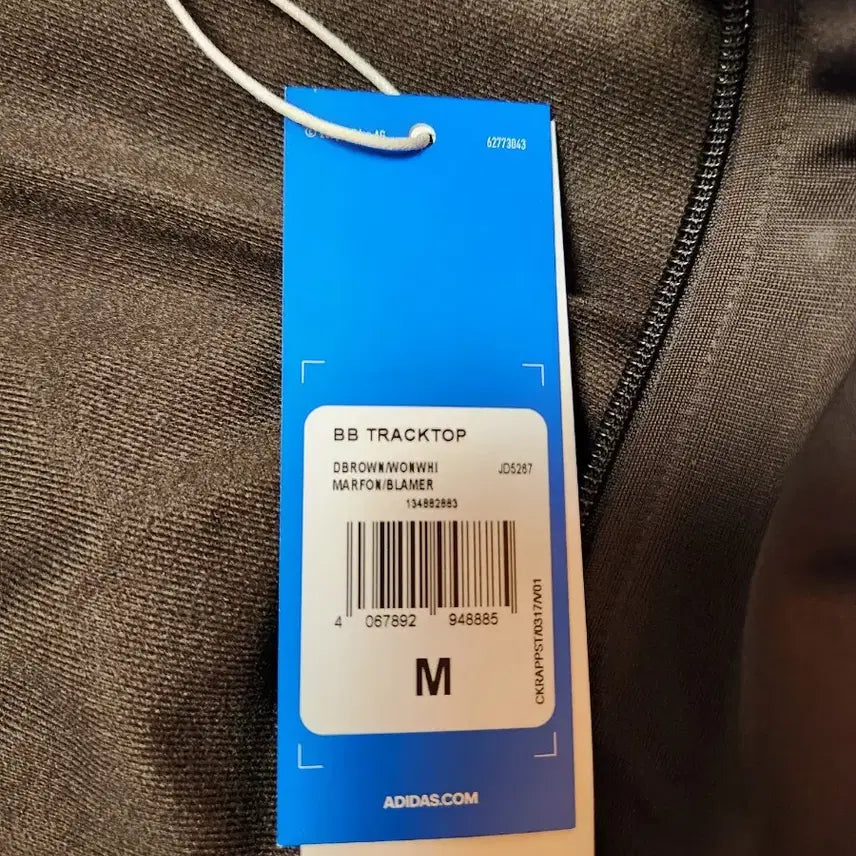 62773043
BB TRACKTOP
DBROWN/WONWHI JD5267
MARFON/BLAMER
134882883
4 067892 948885
CKRAPPST/0317/V01
M
ADIDAS.COM